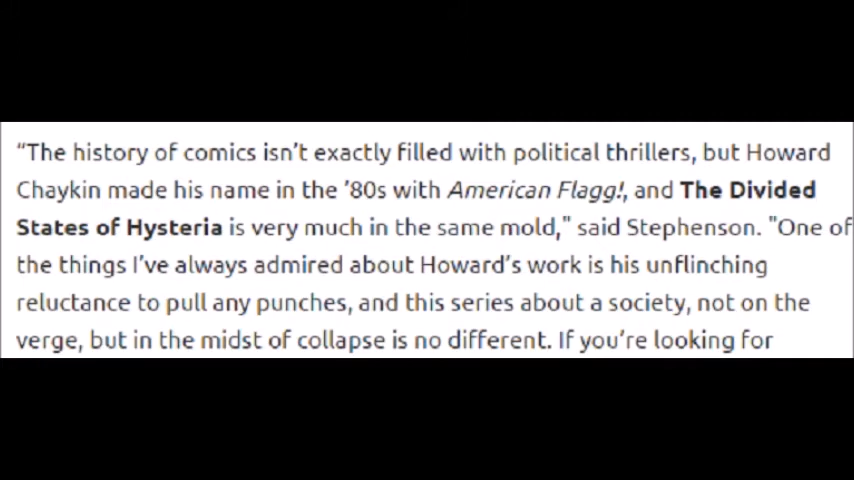 “The history of comics isn’t exactly filled with political thrillers, but Howard
Chaykin made his name in the ’80s with American Flagg!, and The Divided
States of Hysteria is very much in the same mold," said Stephenson. "One of
the things I’ve always admired about Howard’s work is his unflinching
reluctance to pull any punches, and this series about a society, not on the
verge, but in the midst of collapse is no different. If you’re looking for